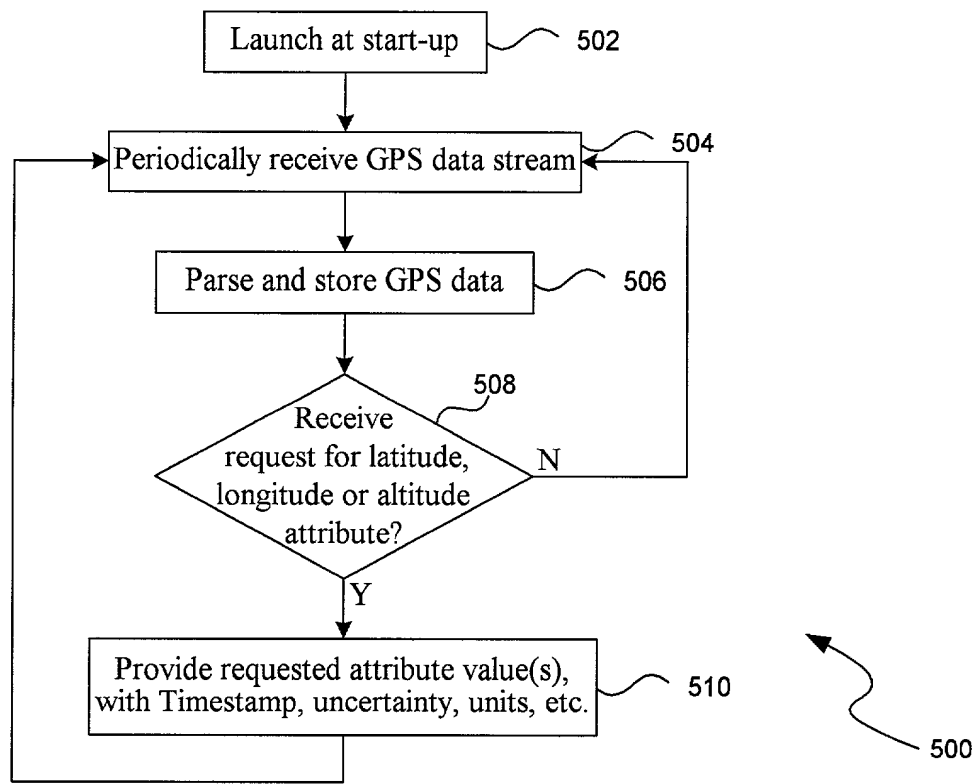 Launch at start-up
502
504
Periodically receive GPS data stream
Parse and store GPS data
506
508
Receive
request for latitude,
longitude or altitude
attribute?
N
Y
Provide requested attribute value(s),
with Timestamp, uncertainty, units, etc.
510
500